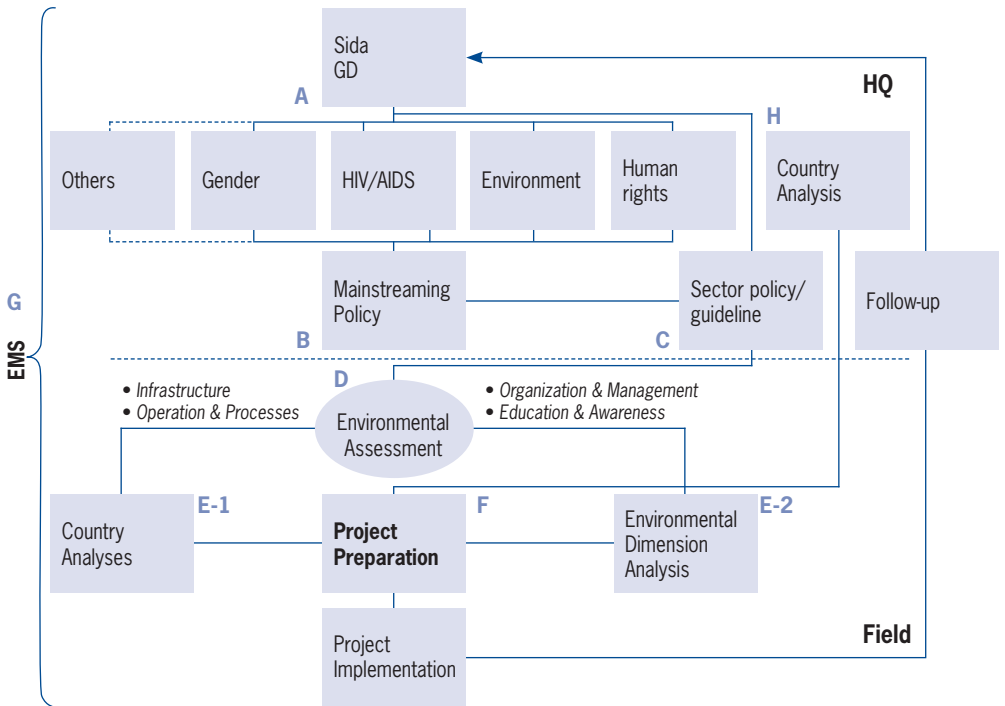 Sida
GD
HQ
A
H
Others
Gender
HIV/AIDS
Environment
Human
rights
Country
Analysis
G
EMS
Mainstreaming
Policy
Sector policy/
guideline
Follow-up
B
C
D
• Infrastructure
• Operation & Processes
• Organization & Management
• Education & Awareness
Environmental
Assessment
E-1
F
E-2
Country
Analyses
Project
Preparation
Environmental
Dimension
Analysis
Project
Implementation
Field